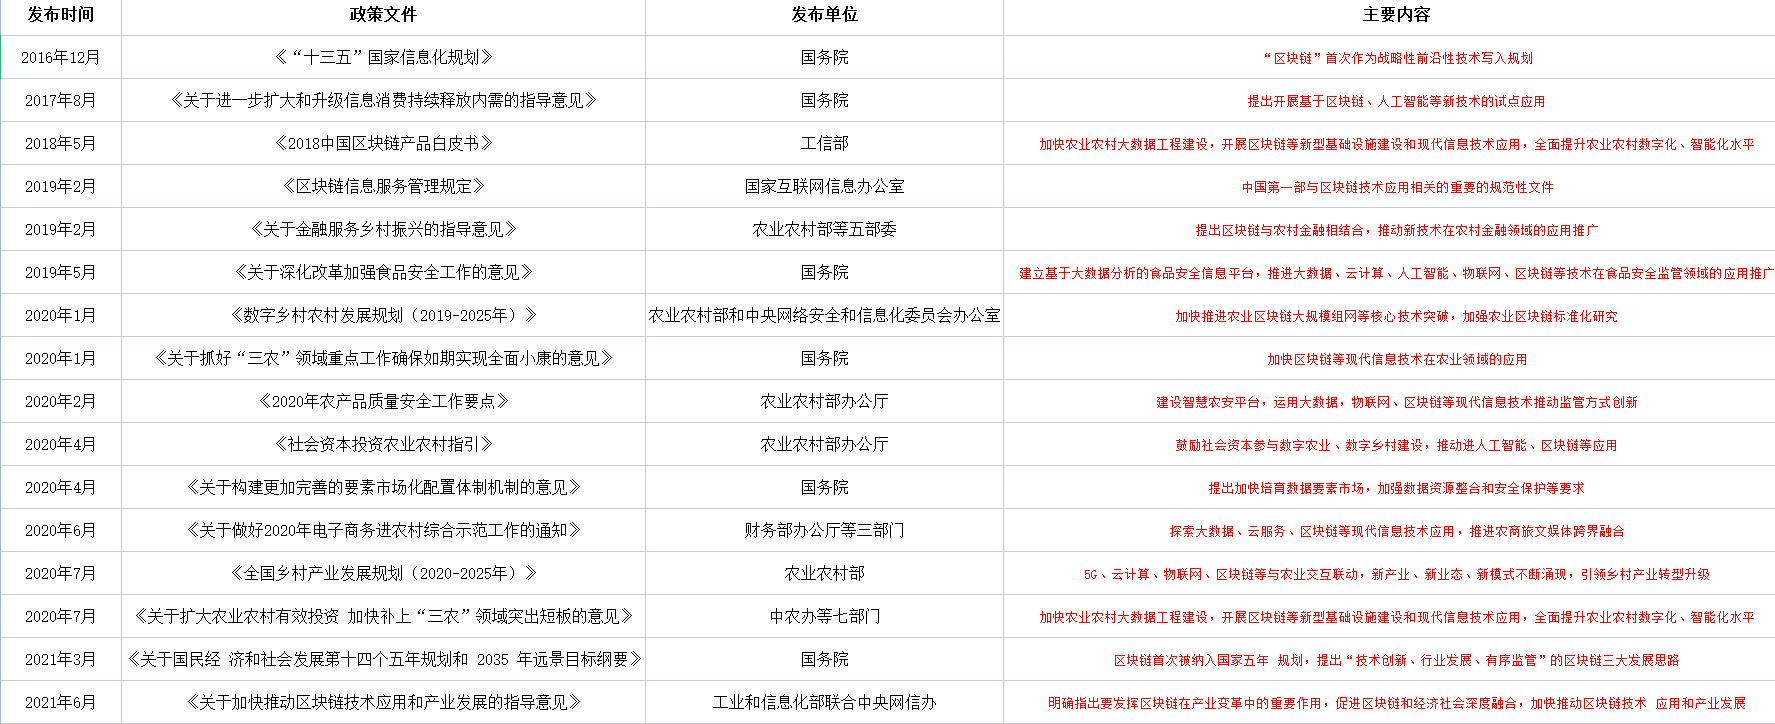 发布时间 政策文件 发布单位 主要内容
2016年12月 《“十三五”国家信息化规划》 国务院 “区块链”首次作为战略性前沿性技术写入规划
2017年8月 《关于进一步扩大和升级信息消费持续释放内需的指导意见》 国务院 提出开展基于区块链、人工智能等新技术的试点应用
2018年5月 《2018中国区块链产品白皮书》 工信部 加快农业农村大数据工程建设，开展区块链等新型基础设施建设和现代信息技术应用，全面提升农业农村数字化、智能化水平
2019年2月 《区块链信息服务管理规定》 国家互联网信息办公室 中国第一部与区块链技术应用相关的重要的规范性文件
2019年2月 《关于金融服务乡村振兴的指导意见》 农业农村部等五部委 提出区块链与农村金融相结合，推动新技术在农村金融领域的应用推广
2019年5月 《关于深化改革加强食品安全工作的意见》 国务院 建立基于大数据分析的食品安全信息平台，推进大数据、云计算、人工智能、物联网、区块链等技术在食品安全监管领域的应用推广
2020年1月 《数字乡村农村发展规划（2019-2025年）》 农业农村部和中央网络安全和信息化委员会办公室 加快推进农业区块链大规模组网等核心技术突破，加强农业区块链标准化研究
2020年1月 《关于抓好“三农”领域重点工作确保如期实现全面小康的意见》 国务院 加快区块链等现代信息技术在农业领域的应用
2020年2月 《2020年农产品质量安全工作要点》 农业农村部办公厅 建设智慧农安平台，运用大数据，物联网、区块链等现代信息技术推动监管方式创新
2020年4月 《社会资本投资农业农村指引》 农业农村部办公厅 鼓励社会资本参与数字农业、数字乡村建设，推动进人工智能、区块链等应用
2020年4月 《关于构建更加完善的要素市场化配置体制机制的意见》 国务院 提出加快培育数据要素市场，加强数据资源整合和安全保护等要求
2020年6月 《关于做好2020年电子商务进农村综合示范工作的通知》 财务部办公厅等三部门 探索大数据、云服务、区块链等现代信息技术应用，推进农商旅文媒体跨界融合
2020年7月 《全国乡村产业发展规划（2020-2025年）》 农业农村部 5G、云计算、物联网、区块链等与农业交互联动，新产业、新业态、新模式不断涌现，引领乡村产业转型升级
2020年7月 《关于扩大农业农村有效投资 加快补上“三农”领域突出短板的意见》 中农办等七部门 加快农业农村大数据工程建设，开展区块链等新型基础设施建设和现代信息技术应用，全面提升农业农村数字化、智能化水平
2021年3月 《关于国民经 济和社会发展第十四个五年规划和 2035 年远景目标纲要》 国务院 区块链首次被纳入国家五年 规划，提出“技术创新、行业发展、有序监管”的区块链三大发展思路
2021年6月 《关于加快推动区块链技术应用和产业发展的指导意见》 工业和信息化部联合中央网信办 明确指出要发挥区块链在产业变革中的重要作用，促进区块链和经济社会深度融合，加快推动区块链技术 应用和产业发展